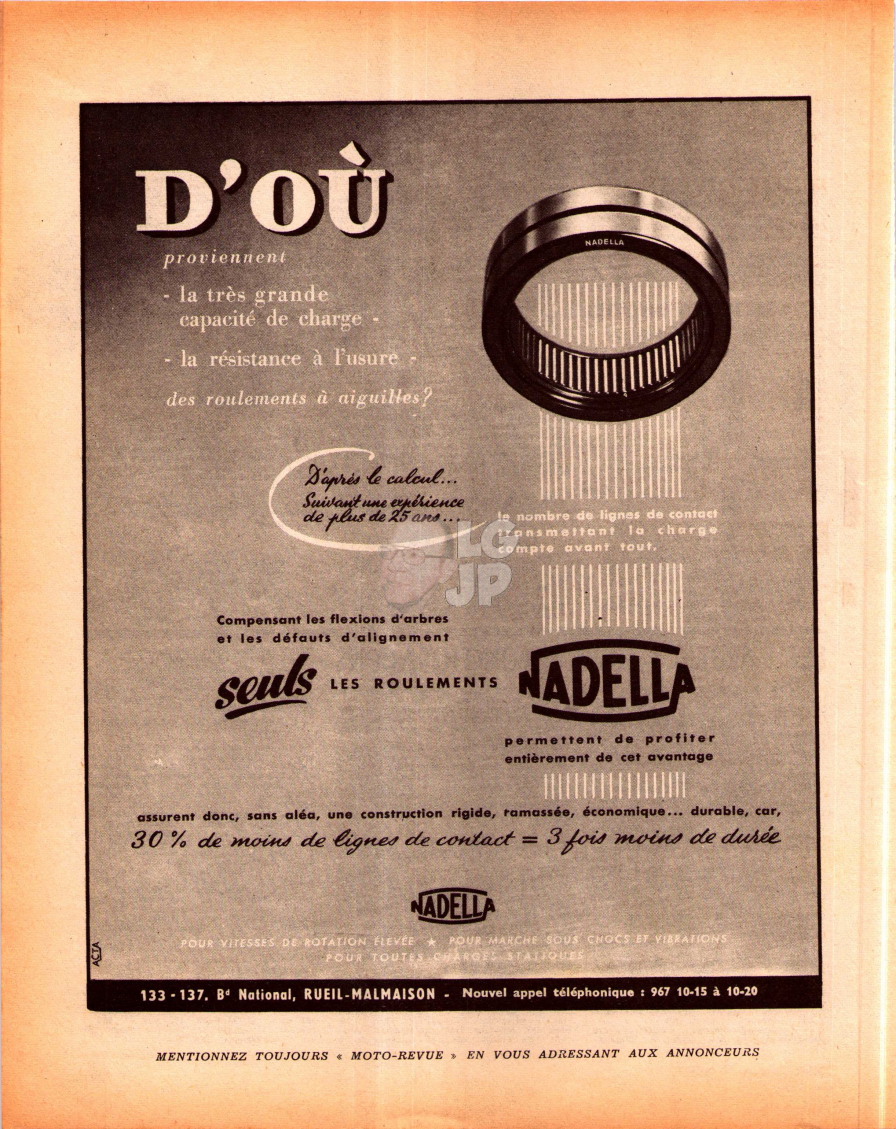 D'OÙ
proviennent
- la très grande
capacité de charge -
- la résistance à l'usure -
des roulements à aiguilles?
NADELLA
D'après le calcul...
Suivant une expérience
de plus de 25 ans...
le nombre de lignes de contact
transmettant la charge
compte avant tout.
LG
JP
Compensant les flexions d'arbres
et les défauts d'alignement
seuls LES ROULEMENTS NADELLA
permettent de profiter
entièrement de cet avantage
assurent donc, sans aléa, une construction rigide, ramassée, économique... durable, car,
30 % de moins de lignes de contact = 3 fois moins de durée
NADELLA
POUR VITESSES DE ROTATION ÉLEVÉE ★ POUR MARCHE SOUS CHOCS ET VIBRATIONS
POUR TOUTES CHARGES STATIQUES
ACTA
133 - 137, Bd National, RUEIL-MALMAISON - Nouvel appel téléphonique : 967 10-15 à 10-20
MENTIONNEZ TOUJOURS « MOTO-REVUE » EN VOUS ADRESSANT AUX ANNONCEURS